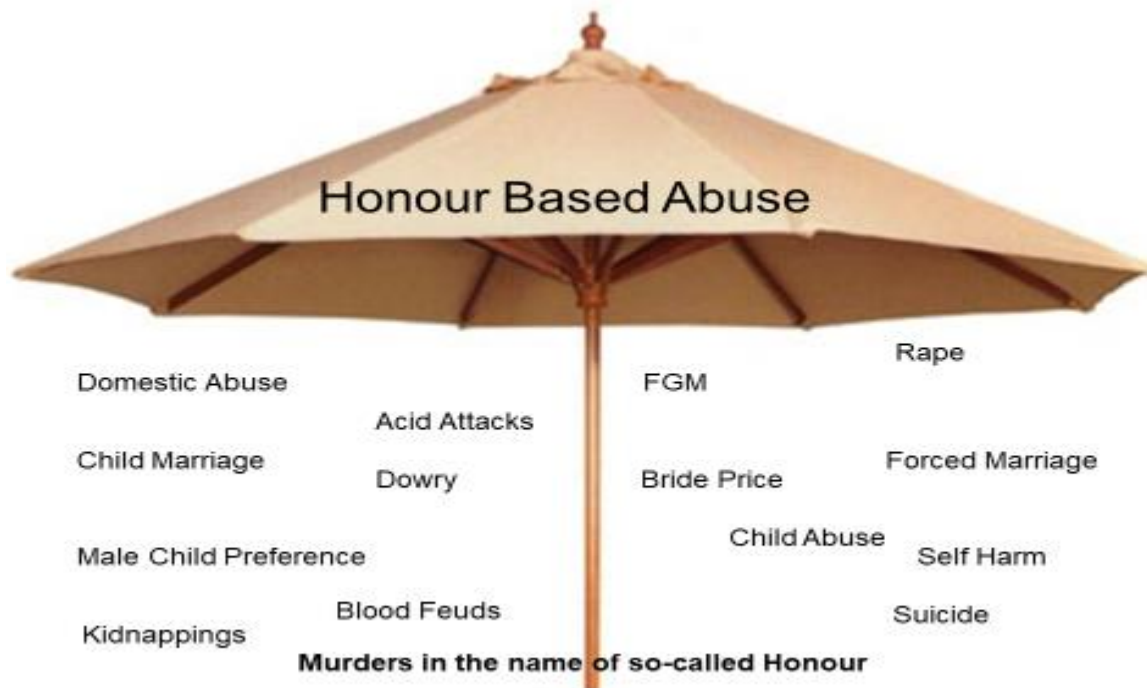 Honour Based Abuse
Rape
Domestic Abuse
FGM
Acid Attacks
Child Marriage
Forced Marriage
Dowry
Bride Price
Child Abuse
Male Child Preference
Self Harm
Blood Feuds
Suicide
Kidnappings
Murders in the name of so-called Honour